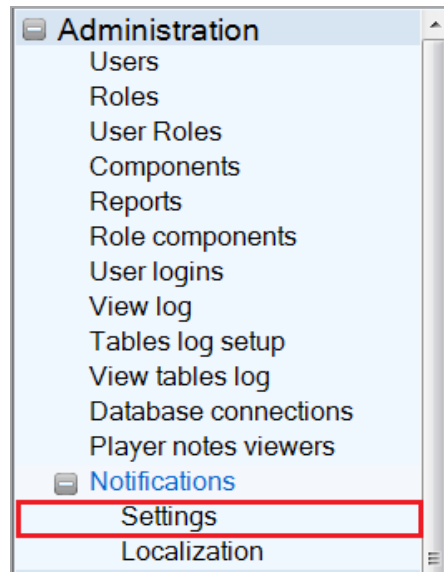 Administration
Users
Roles
User Roles
Components
Reports
Role components
User logins
View log
Tables log setup
View tables log
Database connections
Player notes viewers
Notifications
Settings
Localization